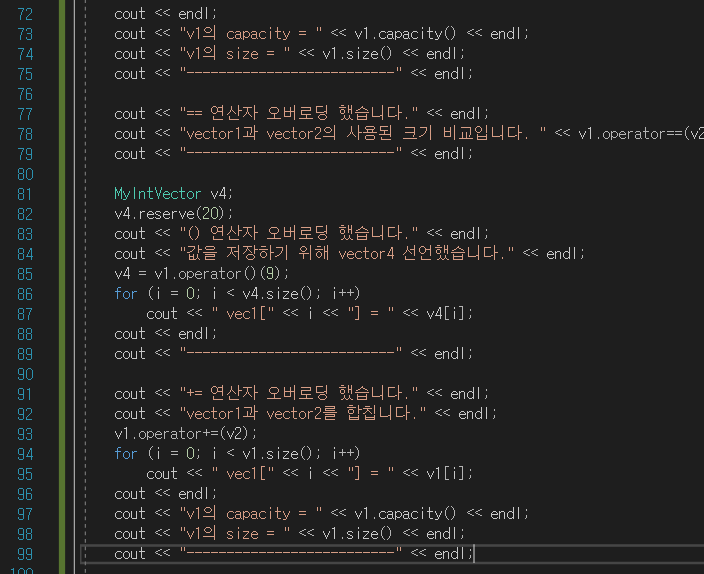 72 cout << endl;
73 cout << "v1의 capacity = " << v1.capacity() << endl;
74 cout << "v1의 size = " << v1.size() << endl;
75 cout << "--------------------------" << endl;
76
77 cout << "== 연산자 오버로딩 했습니다." << endl;
78 cout << "vector1과 vector2의 사용된 크기 비교입니다. " << v1.operator==(v2
79 cout << "--------------------------" << endl;
80
81 MyIntVector v4;
82 v4.reserve(20);
83 cout << "() 연산자 오버로딩 했습니다." << endl;
84 cout << "값을 저장하기 위해 vector4 선언했습니다." << endl;
85 v4 = v1.operator()(9);
86 for (i = 0; i < v4.size(); i++)
87 cout << " vec1[" << i << "] = " << v4[i];
88 cout << endl;
89 cout << "--------------------------" << endl;
90
91 cout << "+= 연산자 오버로딩 했습니다." << endl;
92 cout << "vector1과 vector2를 합칩니다." << endl;
93 v1.operator+=(v2);
94 for (i = 0; i < v1.size(); i++)
95 cout << " vec1[" << i << "] = " << v1[i];
96 cout << endl;
97 cout << "v1의 capacity = " << v1.capacity() << endl;
98 cout << "v1의 size = " << v1.size() << endl;
99 cout << "--------------------------" << endl;
100